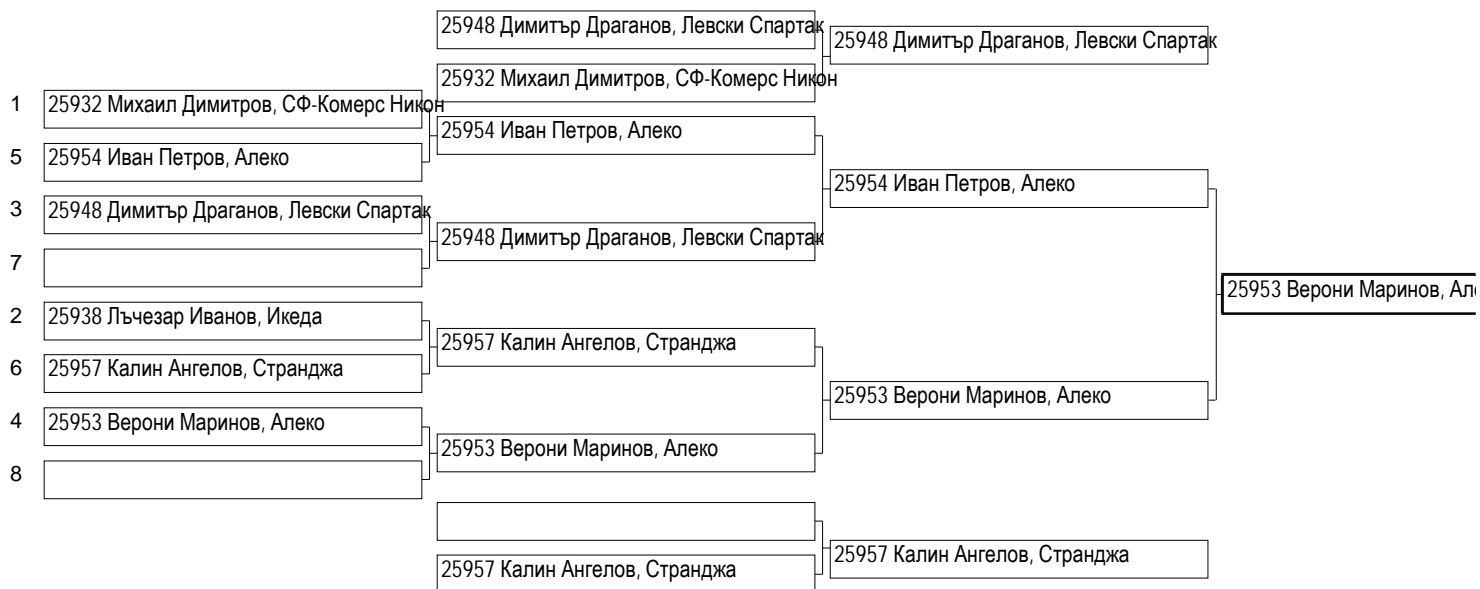 25948 Димитър Драганов, Левски Спартак
25948 Димитър Драганов, Левски Спартак
25932 Михаил Димитров, СФ-Комерс Никон
1 25932 Михаил Димитров, СФ-Комерс Никон
25954 Иван Петров, Алеко
5 25954 Иван Петров, Алеко
25954 Иван Петров, Алеко
3 25948 Димитър Драганов, Левски Спартак
25948 Димитър Драганов, Левски Спартак
7
25953 Верони Маринов,
2 25938 Лъчезар Иванов, Икеда
25957 Калин Ангелов, Странджа
6 25957 Калин Ангелов, Странджа
25953 Верони Маринов, Алеко
4 25953 Верони Маринов, Алеко
25953 Верони Маринов, Алеко
8
25957 Калин Ангелов, Странджа
25957 Калин Ангелов, Странджа